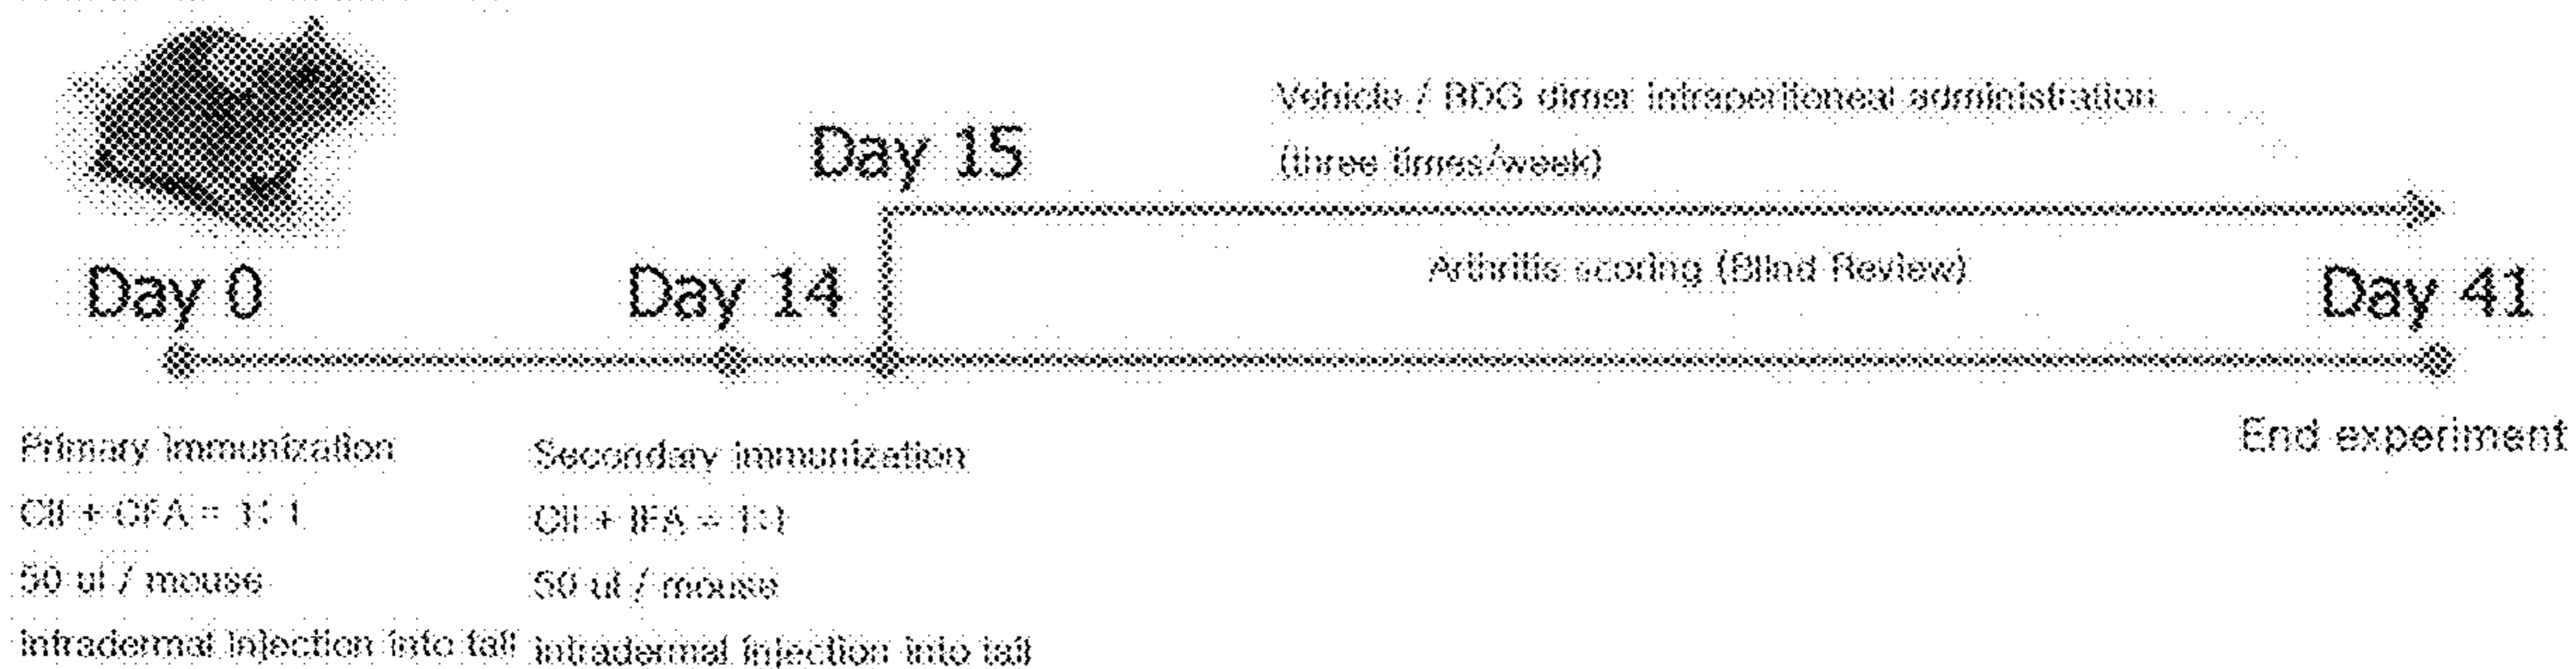 Vehicle / BDG dimer intraperitoneal administration
(three times/week)
Day 15
Arthritis scoring (Blind Review)
Day 0
Day 14
Day 41
End experiment
Primary immunization
CII + CFA = 1: 1
50 ul / mouse
Intradermal injection into tail
Secondary immunization
CII + IFA = 1:1
50 ul / mouse
intradermal injection into tail